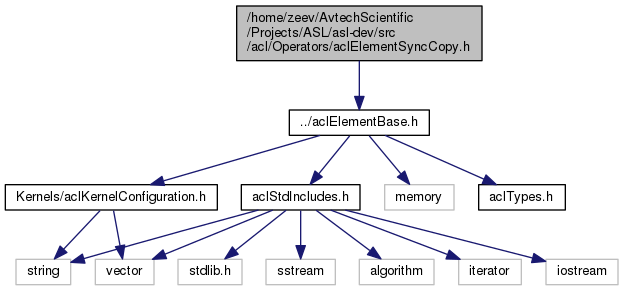 /home/zeev/AvtechScientific
/Projects/ASL/asl-dev/src
/acl/Operators/aclElementSyncCopy.h
../aclElementBase.h
Kernels/aclKernelConfiguration.h
aclStdIncludes.h
memory
aclTypes.h
string
vector
stdlib.h
sstream
algorithm
iterator
iostream